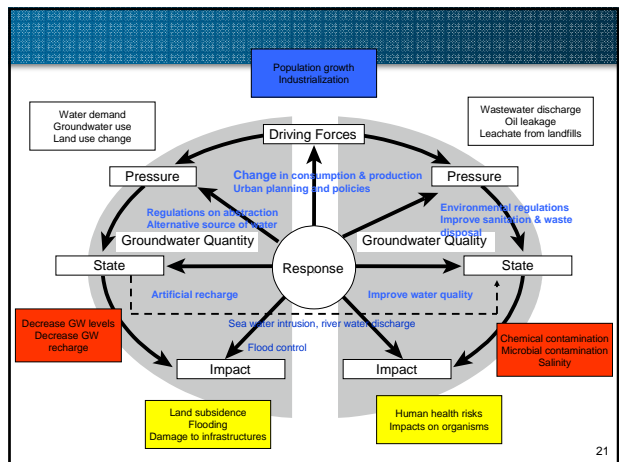 Population growth
Industrialization
Water demand
Groundwater use
Land use change
Wastewater discharge
Oil leakage
Leachate from landfills
Driving Forces
Pressure
Change in consumption & production
Urban planning and policies
Pressure
Regulations on abstraction
Alternative source of water
Environmental regulations
Improve sanitation & waste
disposal
Groundwater Quantity
Groundwater Quality
State
Response
State
Artificial recharge
Improve water quality
Sea water intrusion, river water discharge
Decrease GW levels
Decrease GW
recharge
Flood control
Chemical contamination
Microbial contamination
Salinity
Impact
Impact
Land subsidence
Flooding
Damage to infrastructures
Human health risks
Impacts on organisms
21